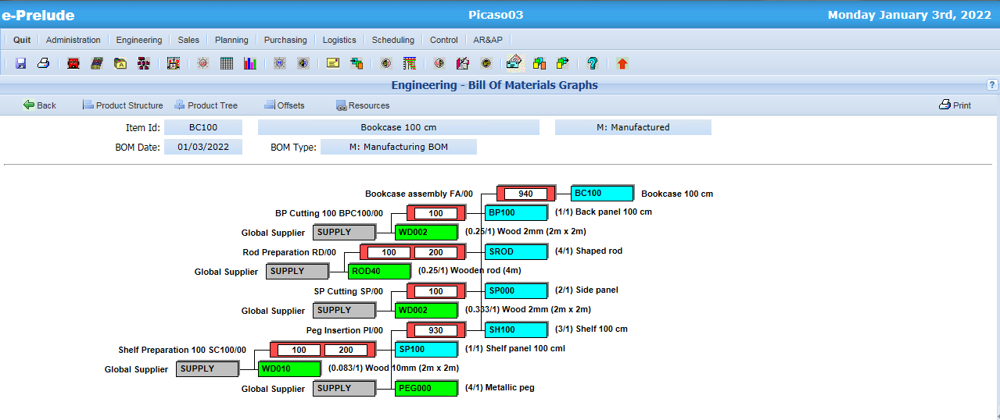 e-Prelude Picaso03 Monday January 3rd, 2022
Quit Administration Engineering Sales Planning Purchasing Logistics Scheduling Control AR&AP
Engineering - Bill Of Materials Graphs ?
Back Product Structure Product Tree Offsets Resources Print
Item Id: BC100 Bookcase 100 cm M: Manufactured
BOM Date: 01/03/2022 BOM Type: M: Manufacturing BOM
Bookcase assembly FA/00 940 BC100 Bookcase 100 cm
BP Cutting 100 BPC100/00 100 BP100 (1/1) Back panel 100 cm
Global Supplier SUPPLY WD002 (0.25/1) Wood 2mm (2m x 2m)
Rod Preparation RD/00 100 200 SROD (4/1) Shaped rod
Global Supplier SUPPLY ROD40 (0.25/1) Wooden rod (4m)
SP Cutting SP/00 100 SP000 (2/1) Side panel
Global Supplier SUPPLY WD002 (0.333/1) Wood 2mm (2m x 2m)
Peg Insertion PI/00 930 SH100 (3/1) Shelf 100 cm
Shelf Preparation 100 SC100/00 100 200 SP100 (1/1) Shelf panel 100 cml
Global Supplier SUPPLY WD010 (0.083/1) Wood 10mm (2m x 2m)
Global Supplier SUPPLY PEG000 (4/1) Metallic peg